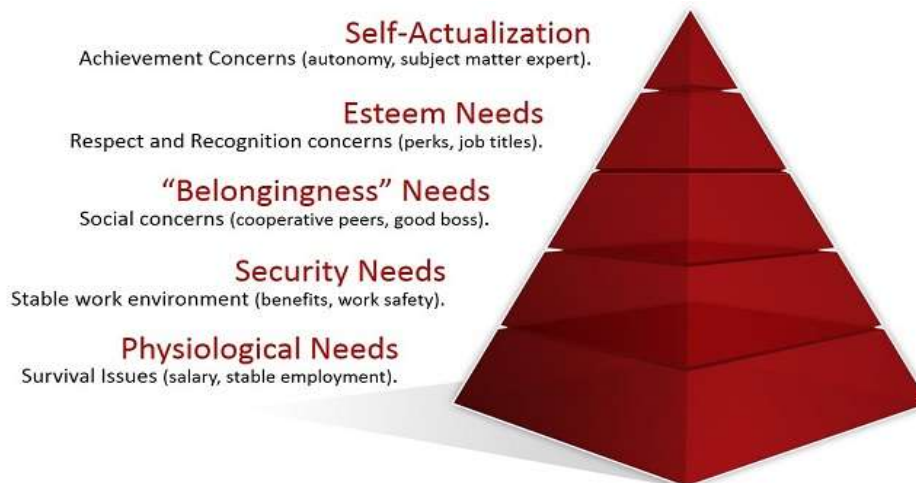 Self-Actualization
Achievement Concerns (autonomy, subject matter expert).
Esteem Needs
Respect and Recognition concerns (perks, job titles).
“Belongingness” Needs
Social concerns (cooperative peers, good boss).
Security Needs
Stable work environment (benefits, work safety).
Physiological Needs
Survival Issues (salary, stable employment).